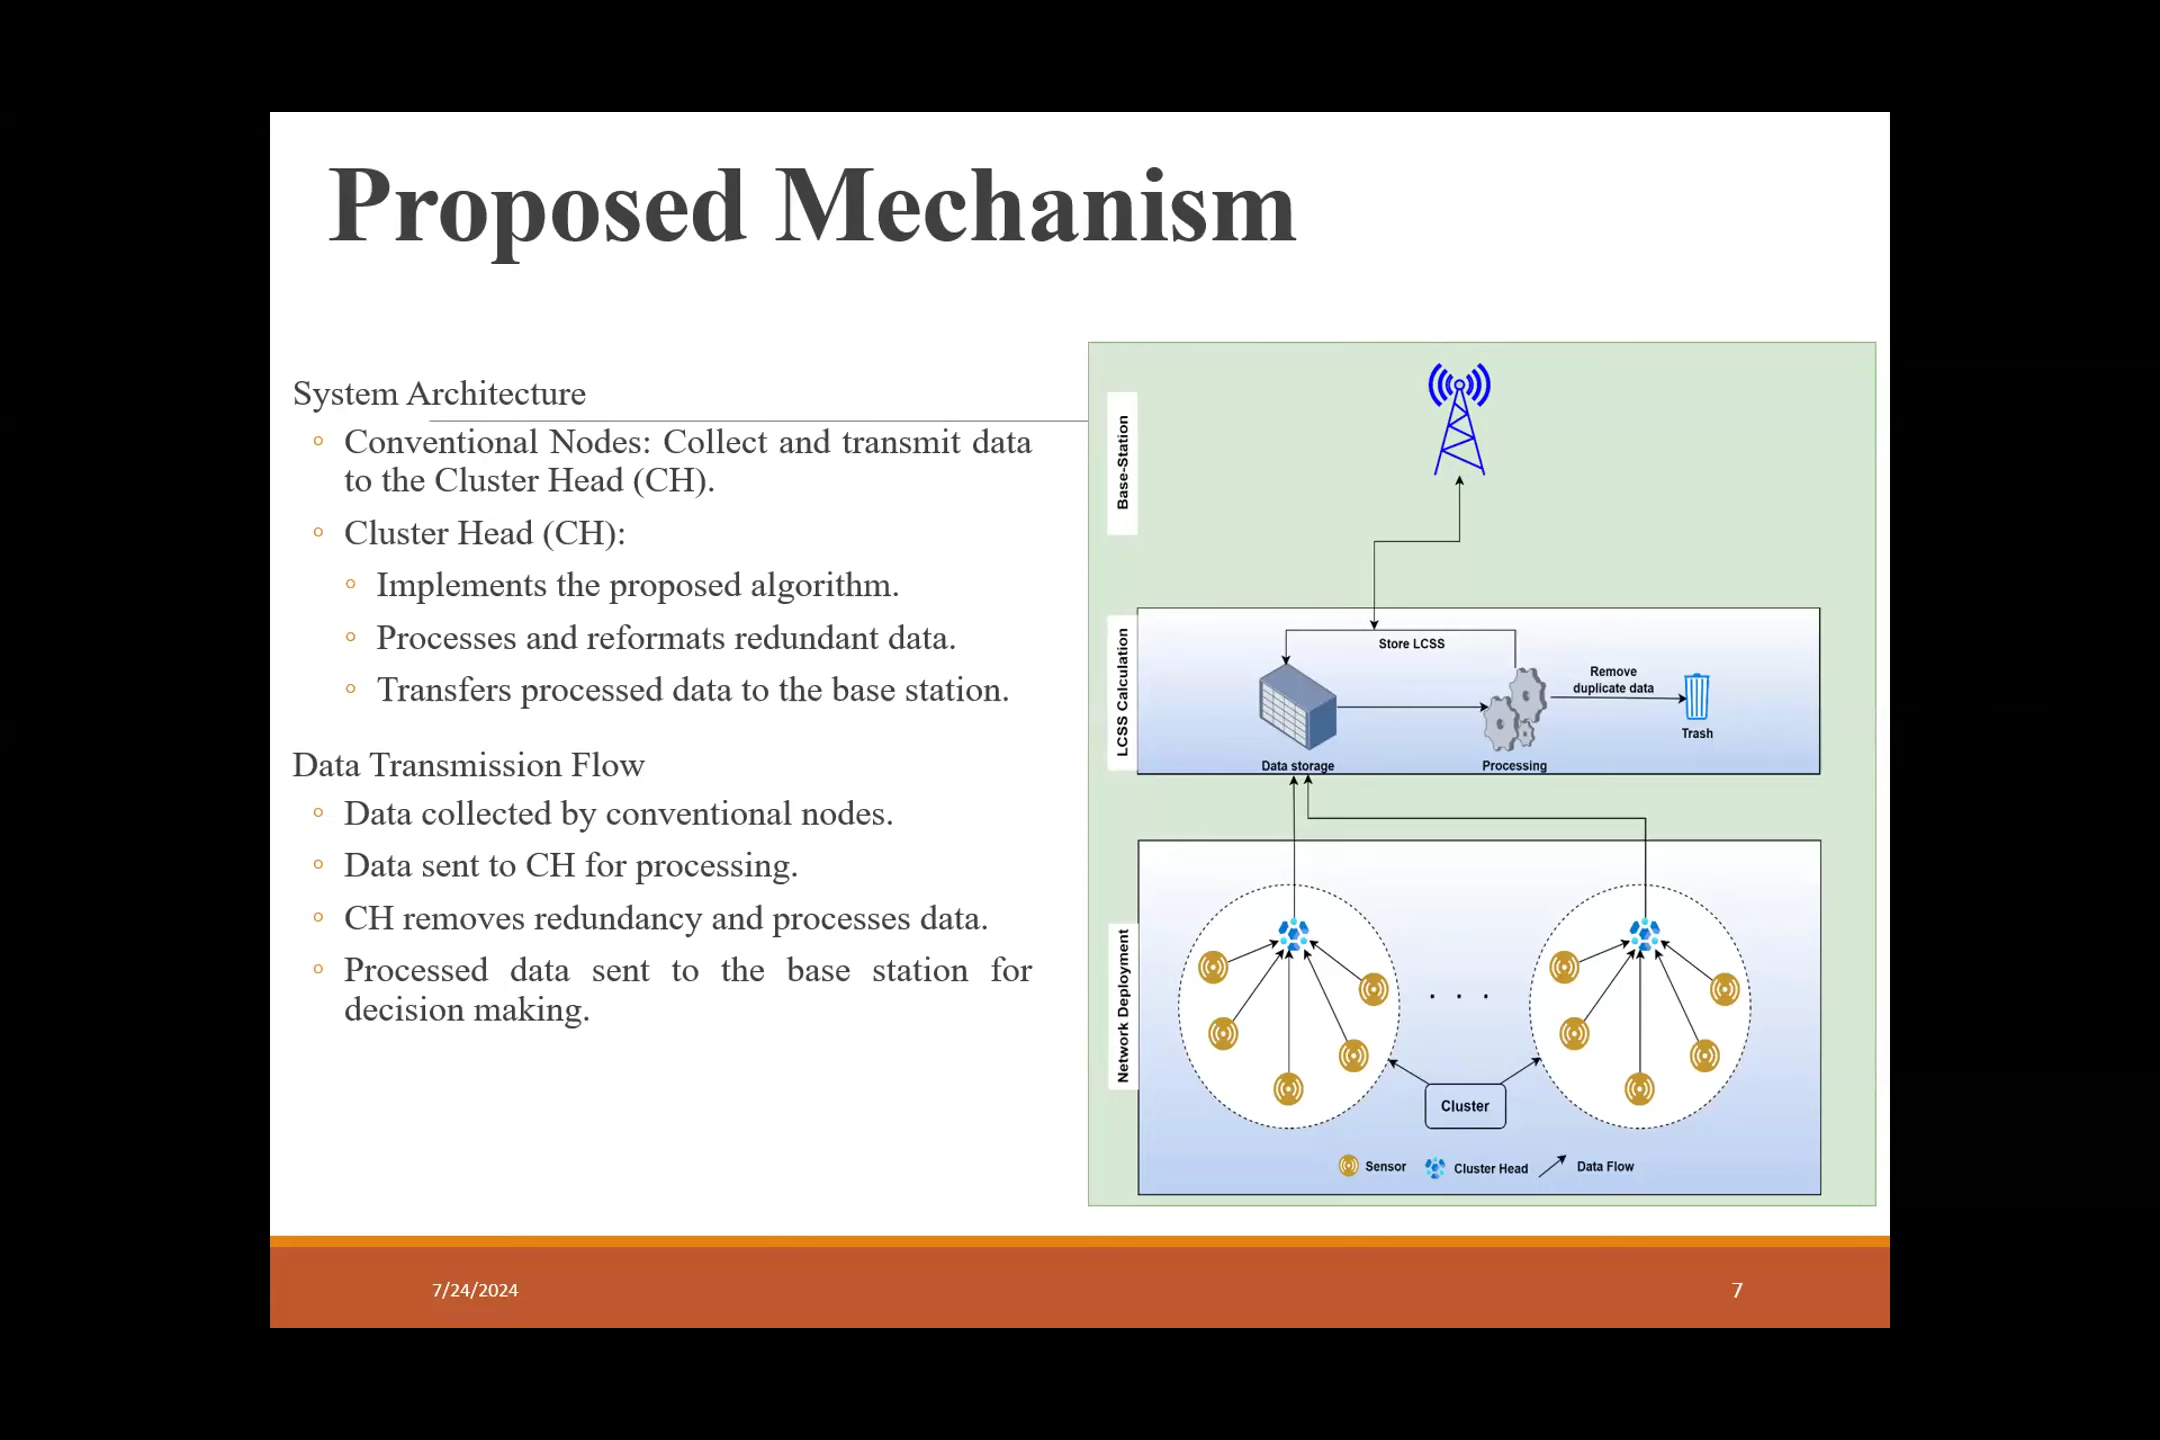 Proposed Mechanism
System Architecture
◦ Conventional Nodes: Collect and transmit data
to the Cluster Head (CH).
◦ Cluster Head (CH):
◦ Implements the proposed algorithm.
◦ Processes and reformats redundant data.
◦ Transfers processed data to the base station.
Data Transmission Flow
◦ Data collected by conventional nodes.
◦ Data sent to CH for processing.
◦ CH removes redundancy and processes data.
◦ Processed data sent to the base station for
decision making.
Base-Station
LCSS Calculation
Store LCSS
Remove
duplicate data
Trash
Data storage
Processing
Network Deployment
. . .
Cluster
Sensor
Cluster Head
Data Flow
7/24/2024
7